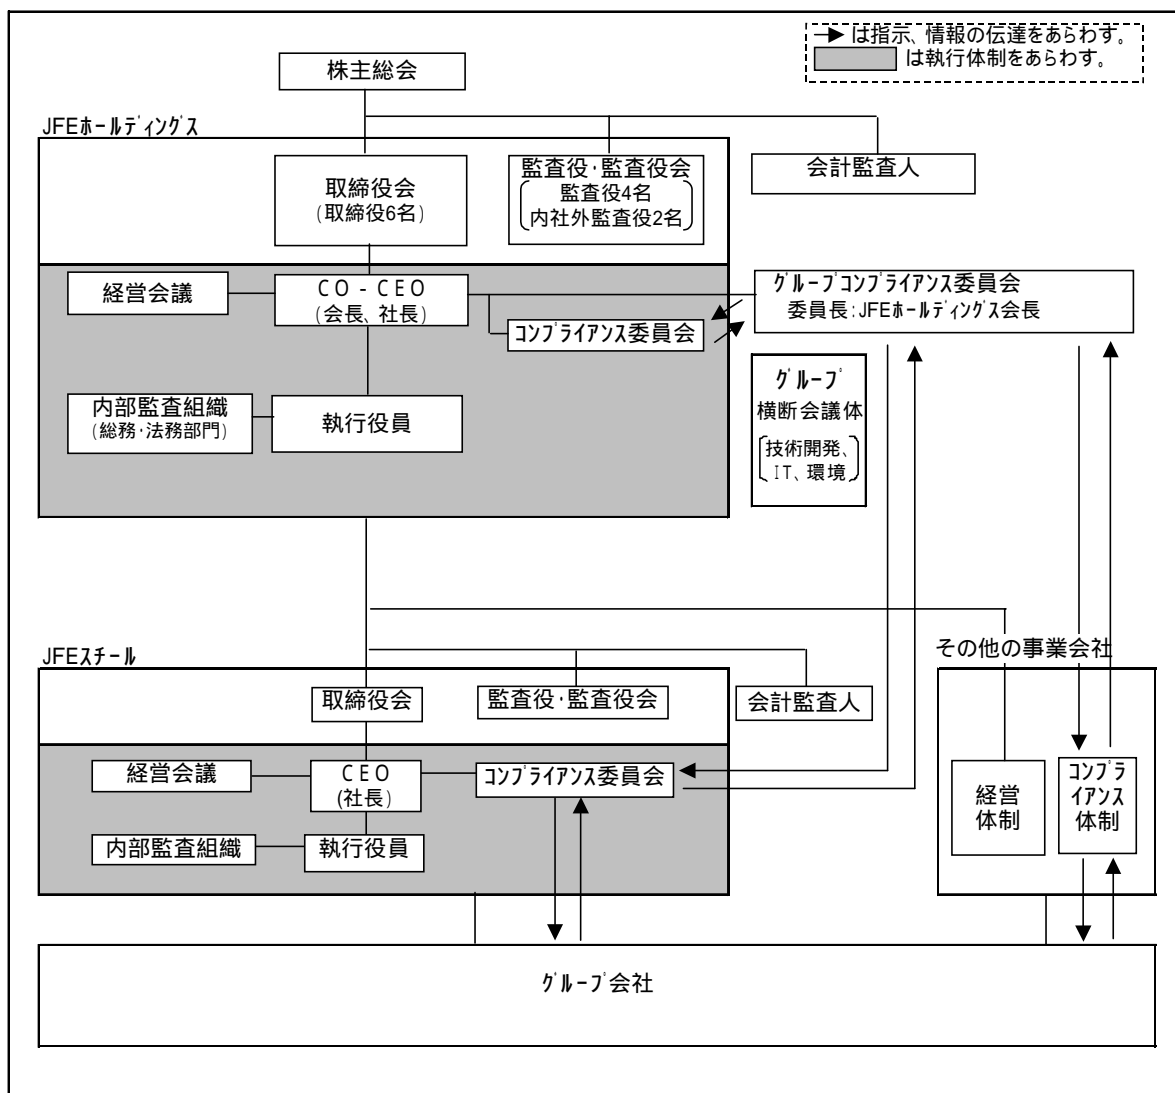 →は指示、情報の伝達をあらわす。
は執行体制をあらわす。
株主総会
JFEホールディングス
取締役会
(取締役6名)
監査役・監査役会
監査役4名
内社外監査役2名
会計監査人
経営会議
CO-CEO
(会長、社長)
コンプライアンス委員会
グループコンプライアンス委員会
委員長:JFEホールディングス会長
グループ
横断会議体
技術開発、
IT、環境
内部監査組織
(総務・法務部門)
執行役員
JFEスチール
その他の事業会社
取締役会
監査役・監査役会
会計監査人
経営会議
CEO
(社長)
コンプライアンス委員会
内部監査組織
執行役員
経営
体制
コンプラ
イアンス
体制
グループ会社